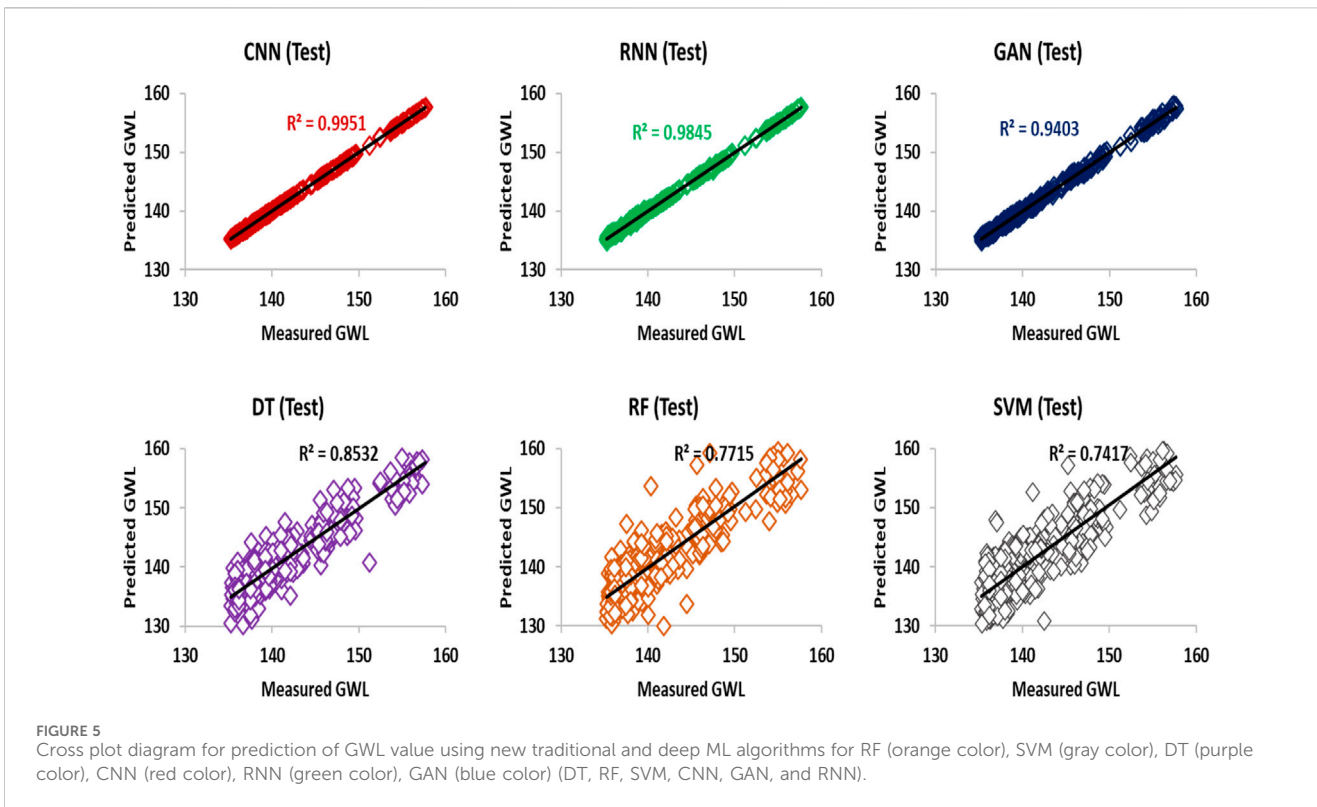 CNN (Test)
R² = 0.9951
Predicted GWL
160
150
140
130
130 140 150 160
Measured GWL
RNN (Test)
R² = 0.9845
Predicted GWL
160
150
140
130
130 140 150 160
Measured GWL
GAN (Test)
R² = 0.9403
Predicted GWL
160
150
140
130
130 140 150 160
Measured GWL
DT (Test)
R² = 0.8532
Predicted GWL
160
150
140
130
130 140 150 160
Measured GWL
RF (Test)
R² = 0.7715
Predicted GWL
160
150
140
130
130 140 150 160
Measured GWL
SVM (Test)
R² = 0.7417
Predicted GWL
160
150
140
130
130 140 150 160
Measured GWL
FIGURE 5
Cross plot diagram for prediction of GWL value using new traditional and deep ML algorithms for RF (orange color), SVM (gray color), DT (purple
color), CNN (red color), RNN (green color), GAN (blue color) (DT, RF, SVM, CNN, GAN, and RNN).